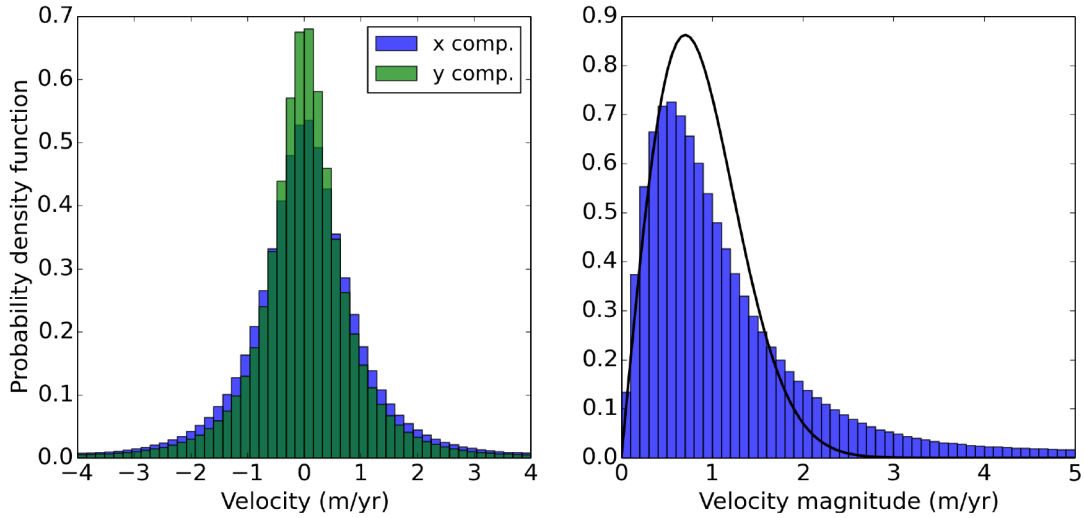 0.7
0.6
0.5
0.4
0.3
0.2
0.1
0.0
−4 −3 −2 −1 0 1 2 3 4
Probability density function
Velocity (m/yr)
x comp.
y comp.
0.9
0.8
0.7
0.6
0.5
0.4
0.3
0.2
0.1
0.0
0 1 2 3 4 5
Velocity magnitude (m/yr)